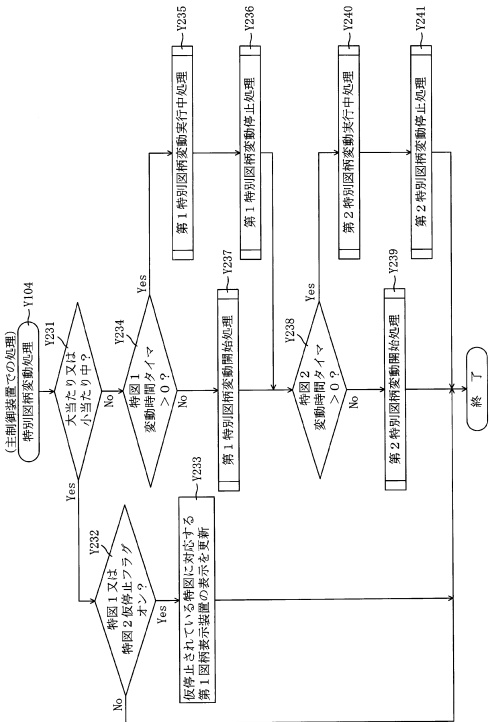 (主制御装置での処理)
特別図柄変動処理
Y104
Y231
大当たり又は
小当たり中?
Yes
No
Y232
特図1又は
特図2仮停止フラグ
オン?
Yes
No
Y233
仮停止されている特図に対応する
第1図柄表示装置の表示を更新
Y234
特図1
変動時間タイマ
>0?
Yes
No
Y235
第1特別図柄変動実行中処理
Y236
第1特別図柄変動停止処理
Y237
第1特別図柄変動開始処理
Y238
特図2
変動時間タイマ
>0?
Yes
No
Y240
第2特別図柄変動実行中処理
Y241
第2特別図柄変動停止処理
Y239
第2特別図柄変動開始処理
終 了